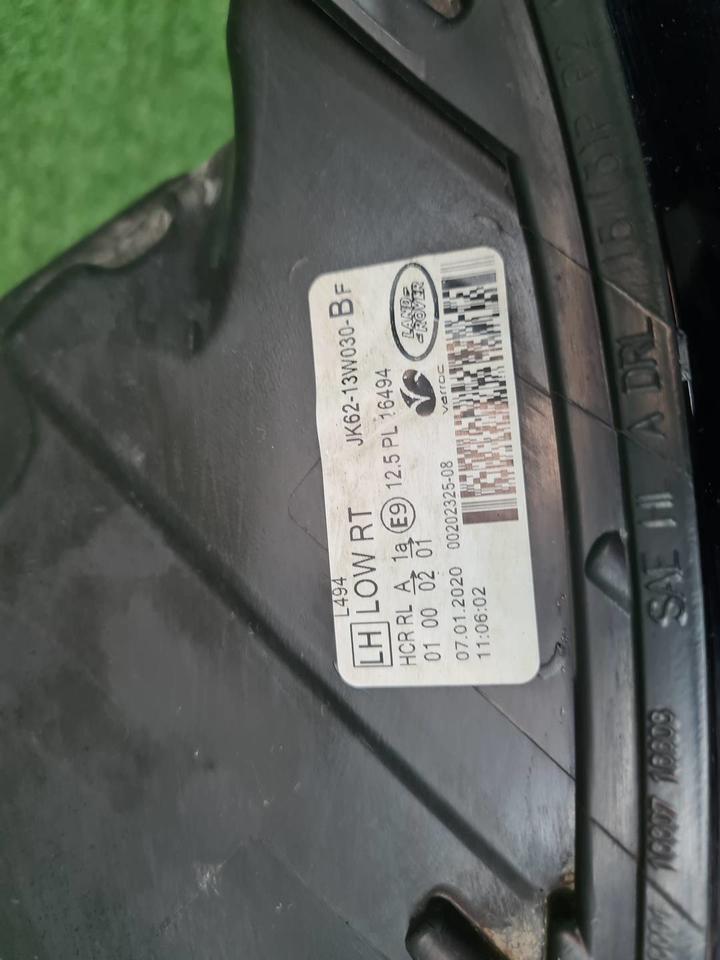 L494
LH LOW RT JK62-13W030-BF
HCR RL A 1a E9 12.5 PL 16494
01 00 02 01
LAND ROVER
varroc
07.01.2020 00202325-08
11:06:02
SAE HL A DRL